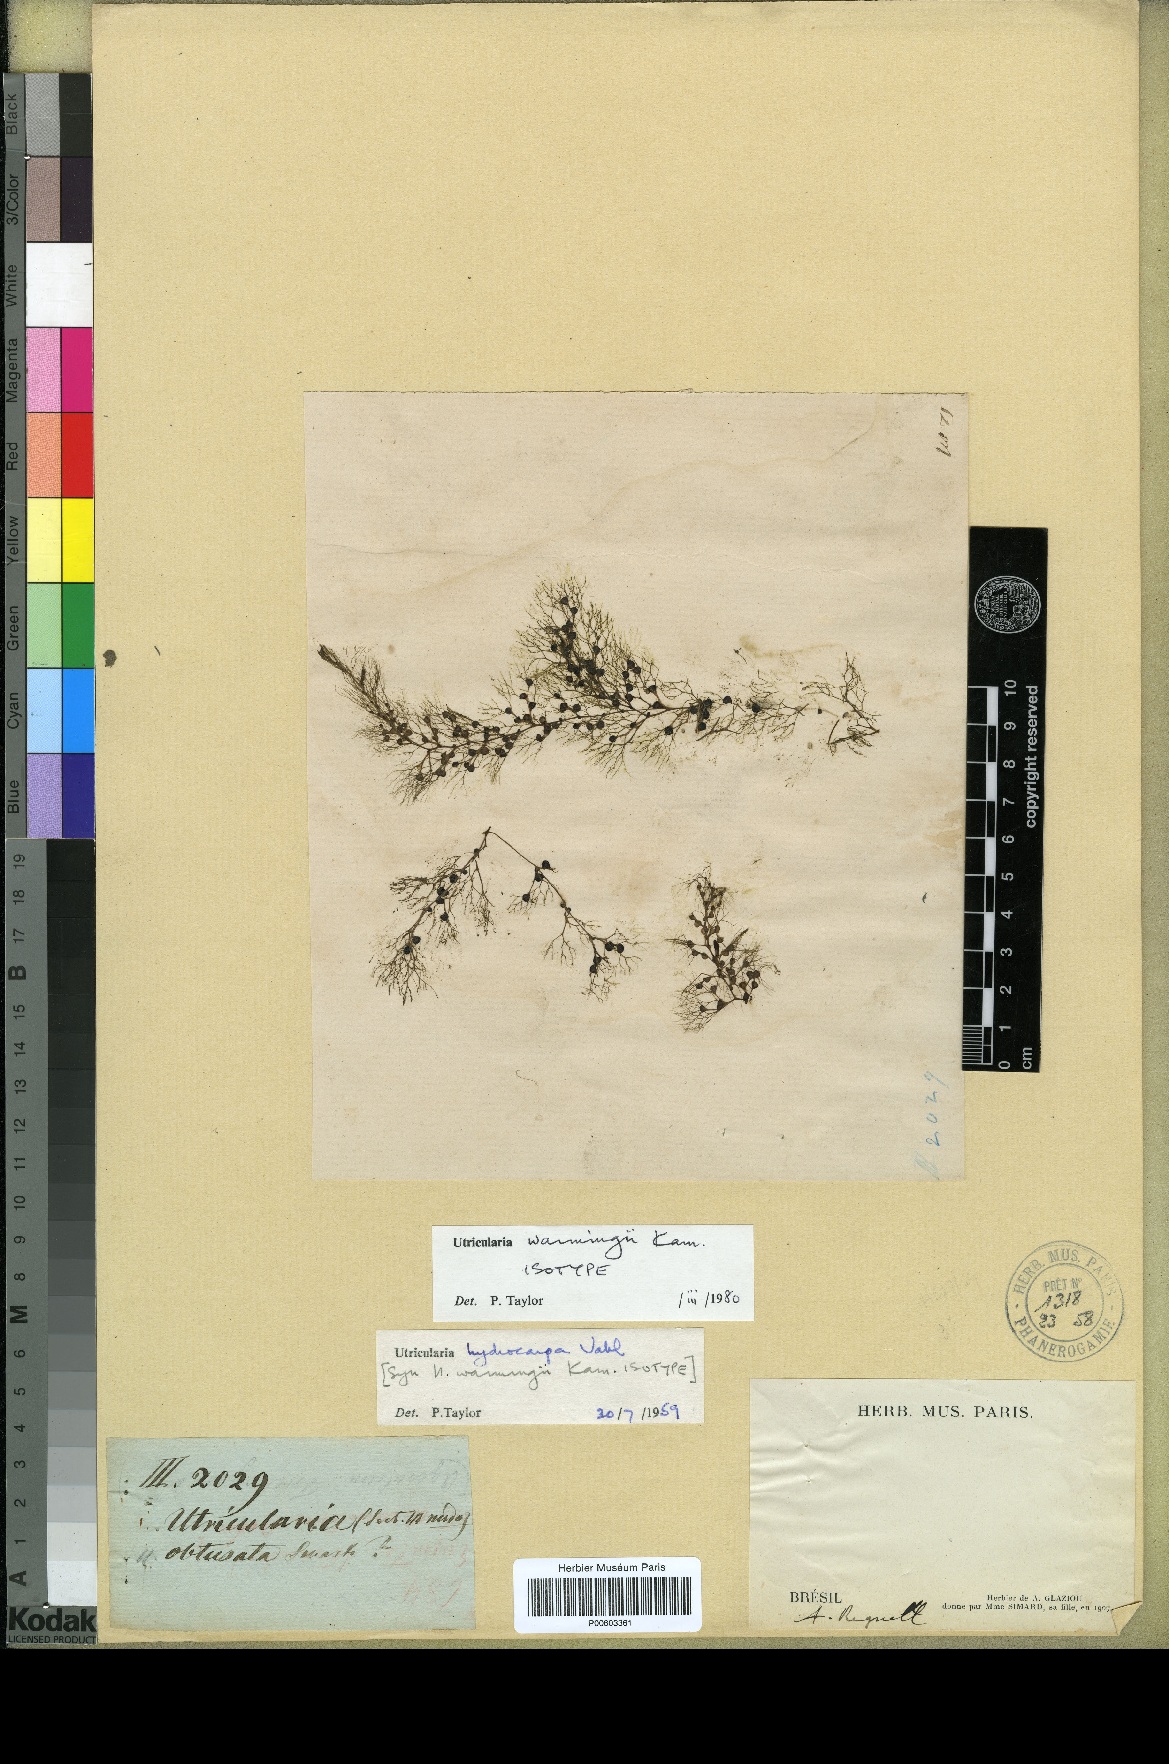 Utricularia warmingii Kam.
ISOTYPE
Det. P. Taylor / iii /1980
Utricularia hydrocarpa Vahl
[Syn U. warmingii Kam. ISOTYPE]
Det. P.Taylor 20/7/1959
III. 2029
Utricularia (Sect.
obtusata Swartz ?
Herbier Muséum Paris
P00603361
HERB. MUS. PARIS.
BRÉSIL
Herbier de A. GLAZIOU
donné par Mme SIMARD, sa fille, en 1907
A. Regnell
HERB. MUS. PARIS
PRÊT Nº
1318
23 58
PHANEROGAMIE
2029
10 9 8 7 6 5 4 3 2 1 0
cm
copyright reserved
Black
3/Color
White
Magenta
Red
Yellow
Green
Cyan
Blue
19
18
17
B
15
14
13
12
11
10
9
8
M
6
5
4
3
2
1
A
Kodak
LICENSED PRODUCT